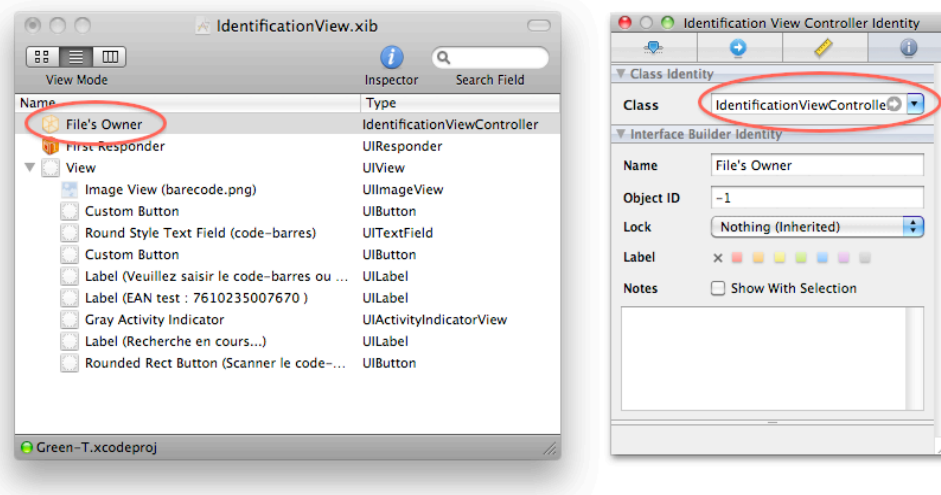 IdentificationView.xib
View Mode
Inspector
Search Field
Name
Type
File's Owner
IdentificationViewController
First Responder
UIResponder
View
UIView
Image View (barecode.png)
UIImageView
Custom Button
UIButton
Round Style Text Field (code-barres)
UITextField
Custom Button
UIButton
Label (Veuillez saisir le code-barres ou ...
UILabel
Label (EAN test : 7610235007670 )
UILabel
Gray Activity Indicator
UIActivityIndicatorView
Label (Recherche en cours...)
UILabel
Rounded Rect Button (Scanner le code-...
UIButton
Green-T.xcodeproj
Identification View Controller Identity
Class Identity
Class
IdentificationViewControlle
Interface Builder Identity
Name
File's Owner
Object ID
-1
Lock
Nothing (Inherited)
Label
Notes
Show With Selection